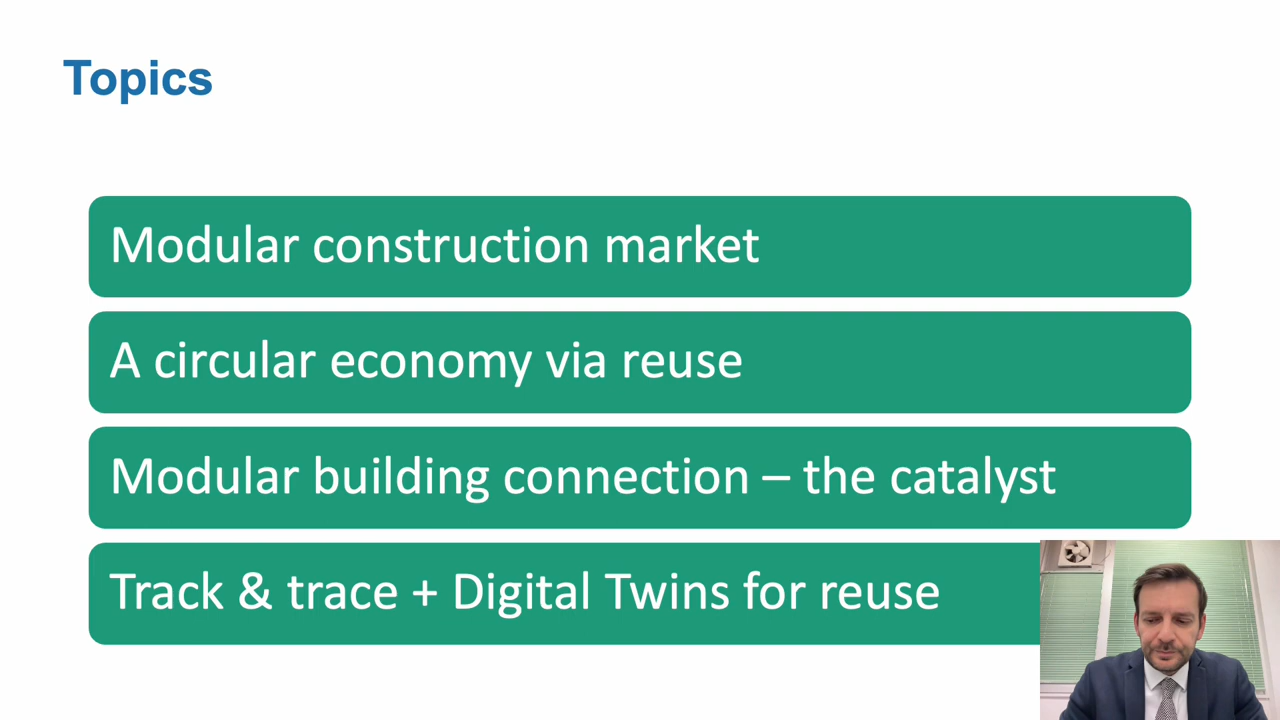 Topics
Modular construction market
A circular economy via reuse
Modular building connection – the catalyst
Track & trace + Digital Twins for reuse